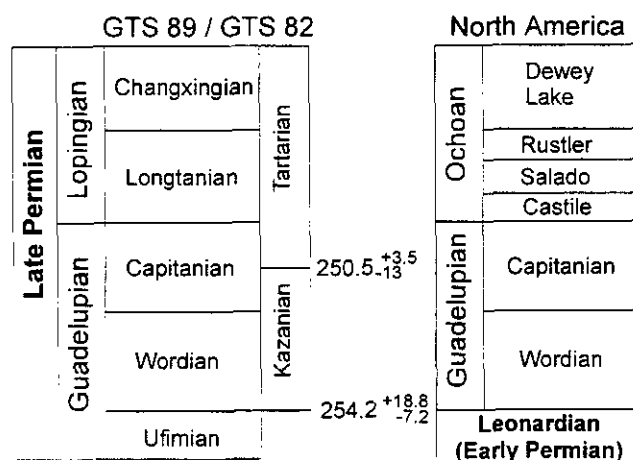 GTS 89 / GTS 82
North America
Late Permian
Lopingian
Guadelupian
Changxingian
Longtanian
Capitanian
Wordian
Ufimian
Tartarian
Kazanian
250.5 +3.5 -13
254.2 +18.8 -7.2
Ochoan
Guadelupian
Dewey
Lake
Rustler
Salado
Castile
Capitanian
Wordian
Leonardian
(Early Permian)